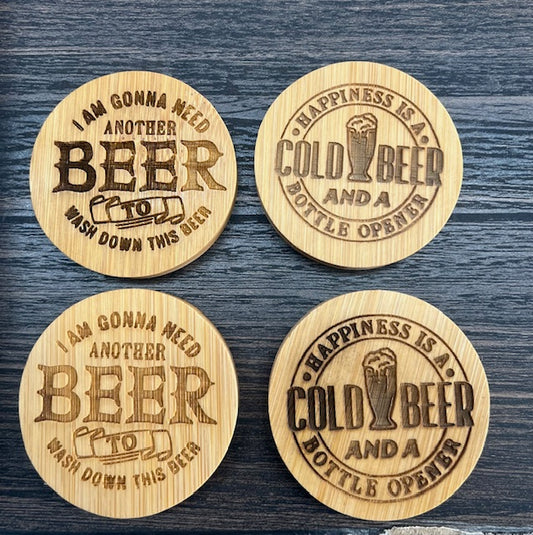 I AM GONNA NEED
ANOTHER
BEER
TO
WASH DOWN THIS BEER
HAPPINESS IS A
COLD BEER
AND A
BOTTLE OPENER
I AM GONNA NEED
ANOTHER
BEER
TO
WASH DOWN THIS BEER
HAPPINESS IS A
COLD BEER
AND A
BOTTLE OPENER